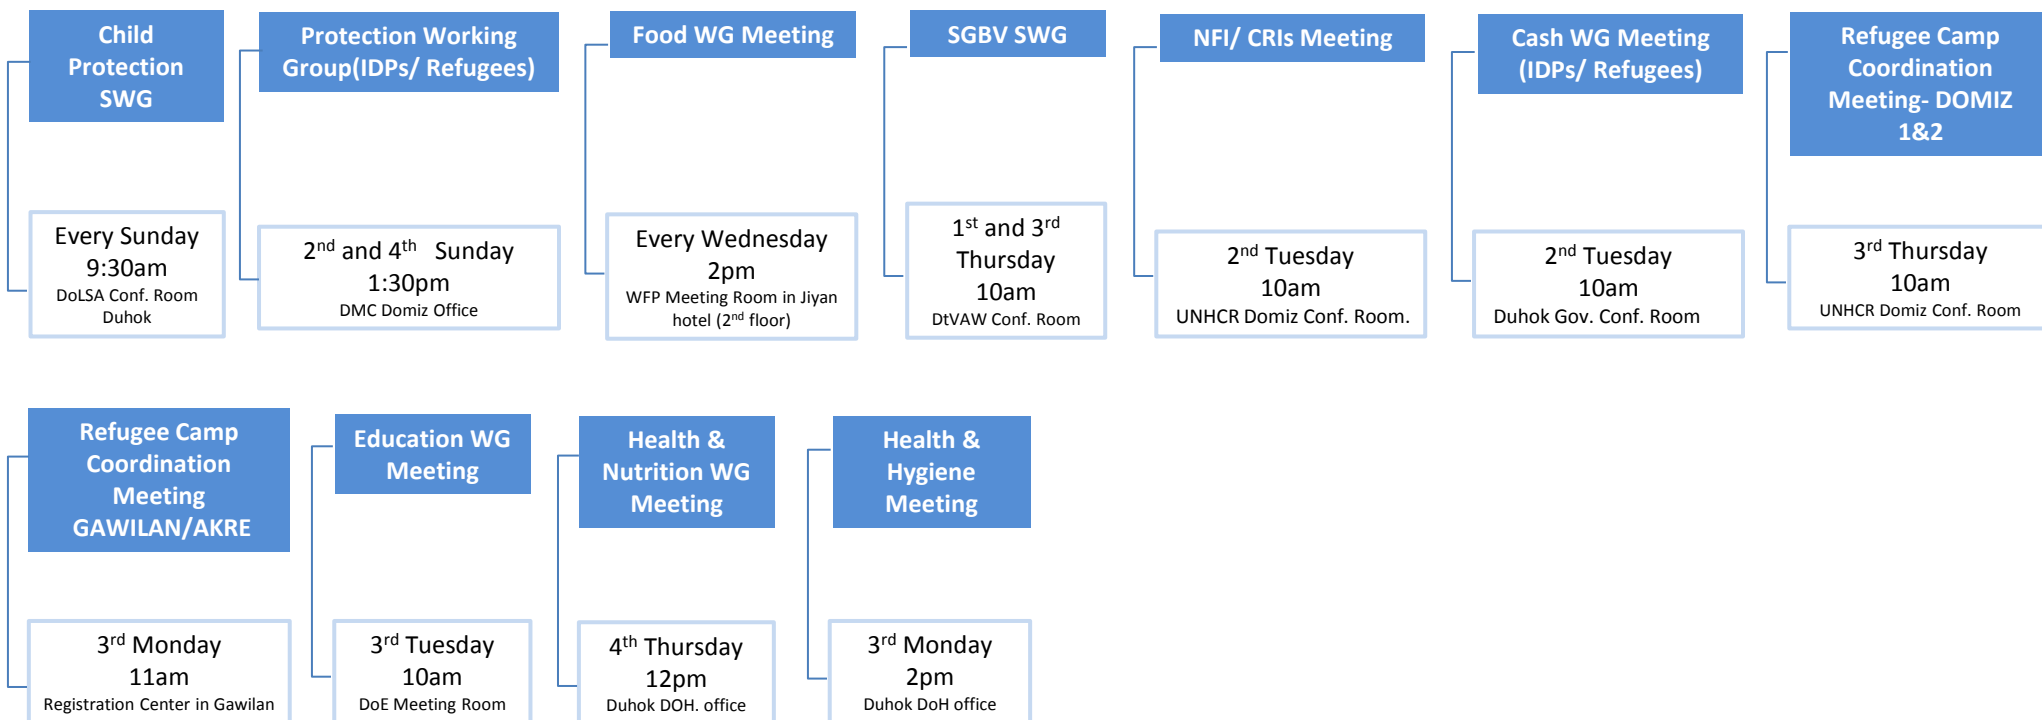 Child
Protection
SWG
Every Sunday
9:30am
DoLSA Conf. Room
Duhok
Protection Working
Group(IDPs/ Refugees)
2nd and 4th Sunday
1:30pm
DMC Domiz Office
Food WG Meeting
Every Wednesday
2pm
WFP Meeting Room in Jiyan
hotel (2nd floor)
SGBV SWG
1st and 3rd
Thursday
10am
DtVAW Conf. Room
NFI/ CRIs Meeting
2nd Tuesday
10am
UNHCR Domiz Conf. Room.
Cash WG Meeting
(IDPs/ Refugees)
2nd Tuesday
10am
Duhok Gov. Conf. Room
Refugee Camp
Coordination
Meeting- DOMIZ
1&2
3rd Thursday
10am
UNHCR Domiz Conf. Room
Refugee Camp
Coordination
Meeting
GAWILAN/AKRE
3rd Monday
11am
Registration Center in Gawilan
Education WG
Meeting
3rd Tuesday
10am
DoE Meeting Room
Health &
Nutrition WG
Meeting
4th Thursday
12pm
Duhok DOH. office
Health &
Hygiene
Meeting
3rd Monday
2pm
Duhok DoH office